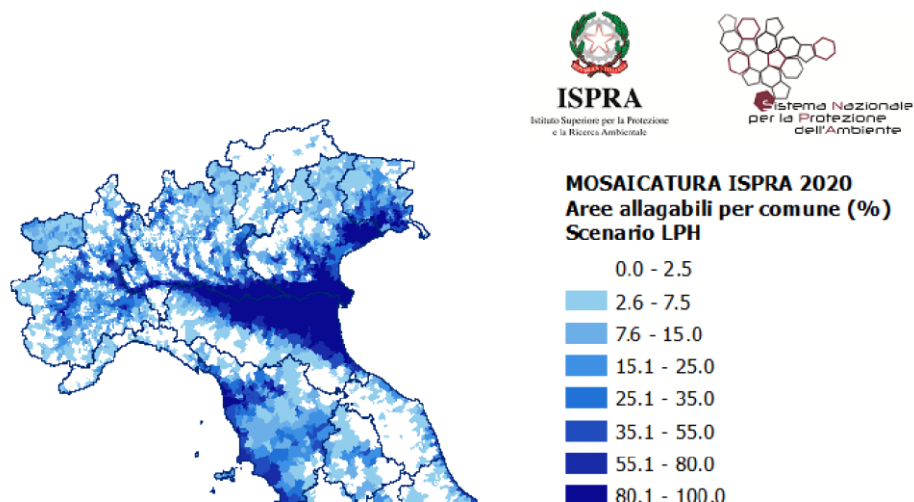 ISPRA
Istituto Superiore per la Protezione
e la Ricerca Ambientale
Sistema Nazionale
per la Protezione
dell'Ambiente
MOSAICATURA ISPRA 2020
Aree allagabili per comune (%)
Scenario LPH
0.0 - 2.5
2.6 - 7.5
7.6 - 15.0
15.1 - 25.0
25.1 - 35.0
35.1 - 55.0
55.1 - 80.0
80.1 - 100.0